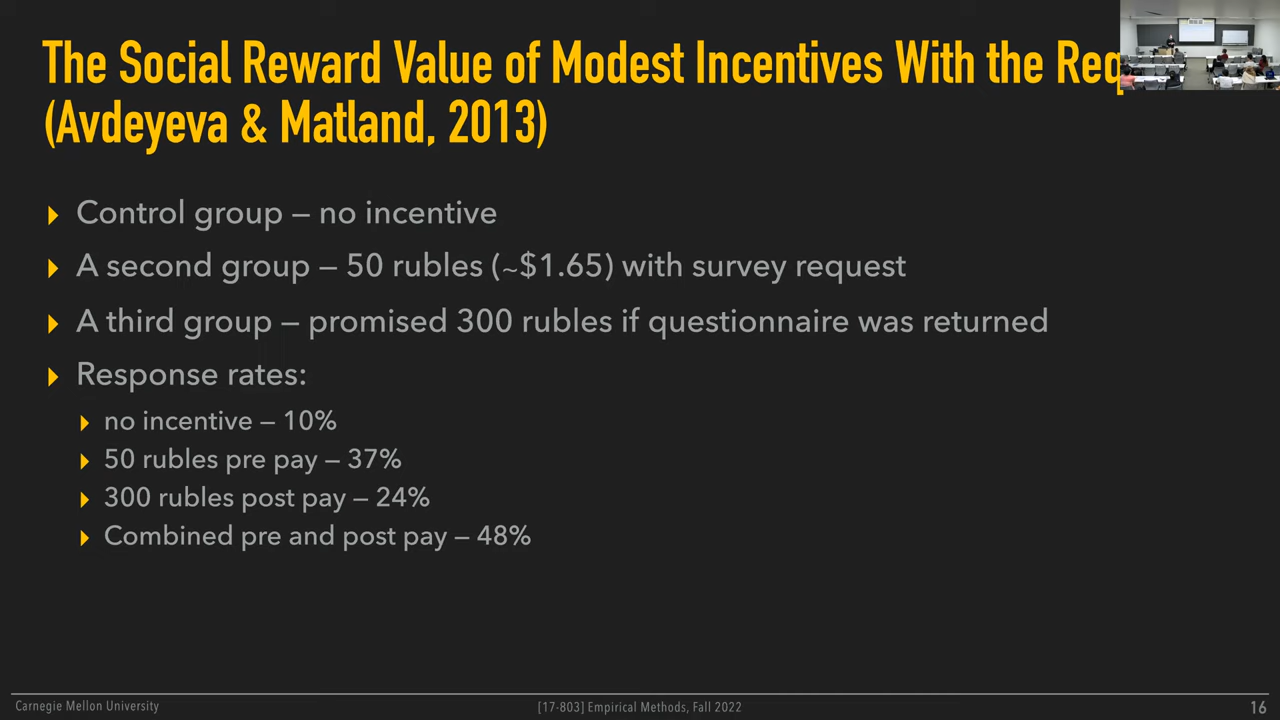 The Social Reward Value of Modest Incentives With the
(Avdeyeva & Matland, 2013)
Control group – no incentive
A second group – 50 rubles (~$1.65) with survey request
A third group – promised 300 rubles if questionnaire was returned
Response rates:
no incentive – 10%
50 rubles pre pay – 37%
300 rubles post pay – 24%
Combined pre and post pay – 48%
Carnegie Mellon University
[17-803] Empirical Methods, Fall 2022
16